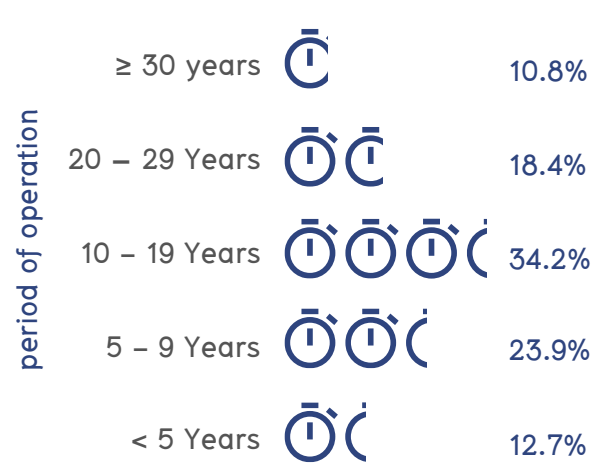 period of operation
≥ 30 years 10.8%
20 – 29 Years 18.4%
10 – 19 Years 34.2%
5 – 9 Years 23.9%
< 5 Years 12.7%